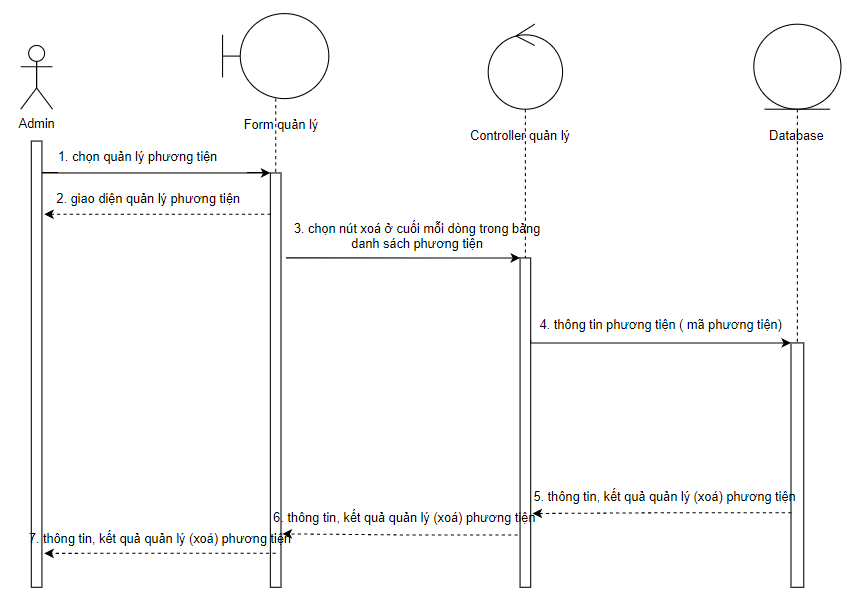 Admin
Form quản lý
Controller quản lý
Database
1. chọn quản lý phương tiện
2. giao diện quản lý phương tiện
3. chọn nút xoá ở cuối mỗi dòng trong bảng
danh sách phương tiện
4. thông tin phương tiện ( mã phương tiện)
5. thông tin, kết quả quản lý (xoá) phương tiện
6. thông tin, kết quả quản lý (xoá) phương tiện
7. thông tin, kết quả quản lý (xoá) phương tiện